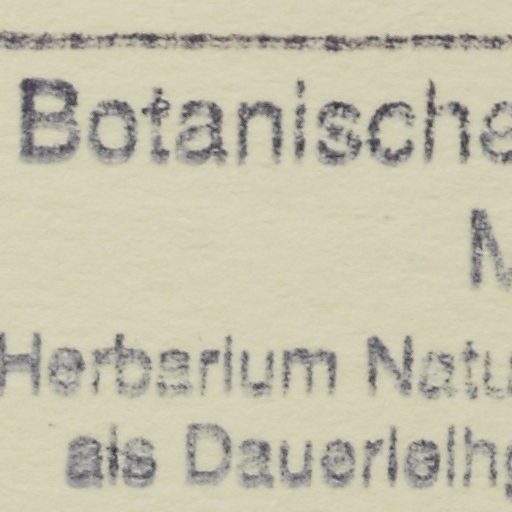 Botanische
M
Herbarium Natu
als Dauerleihg